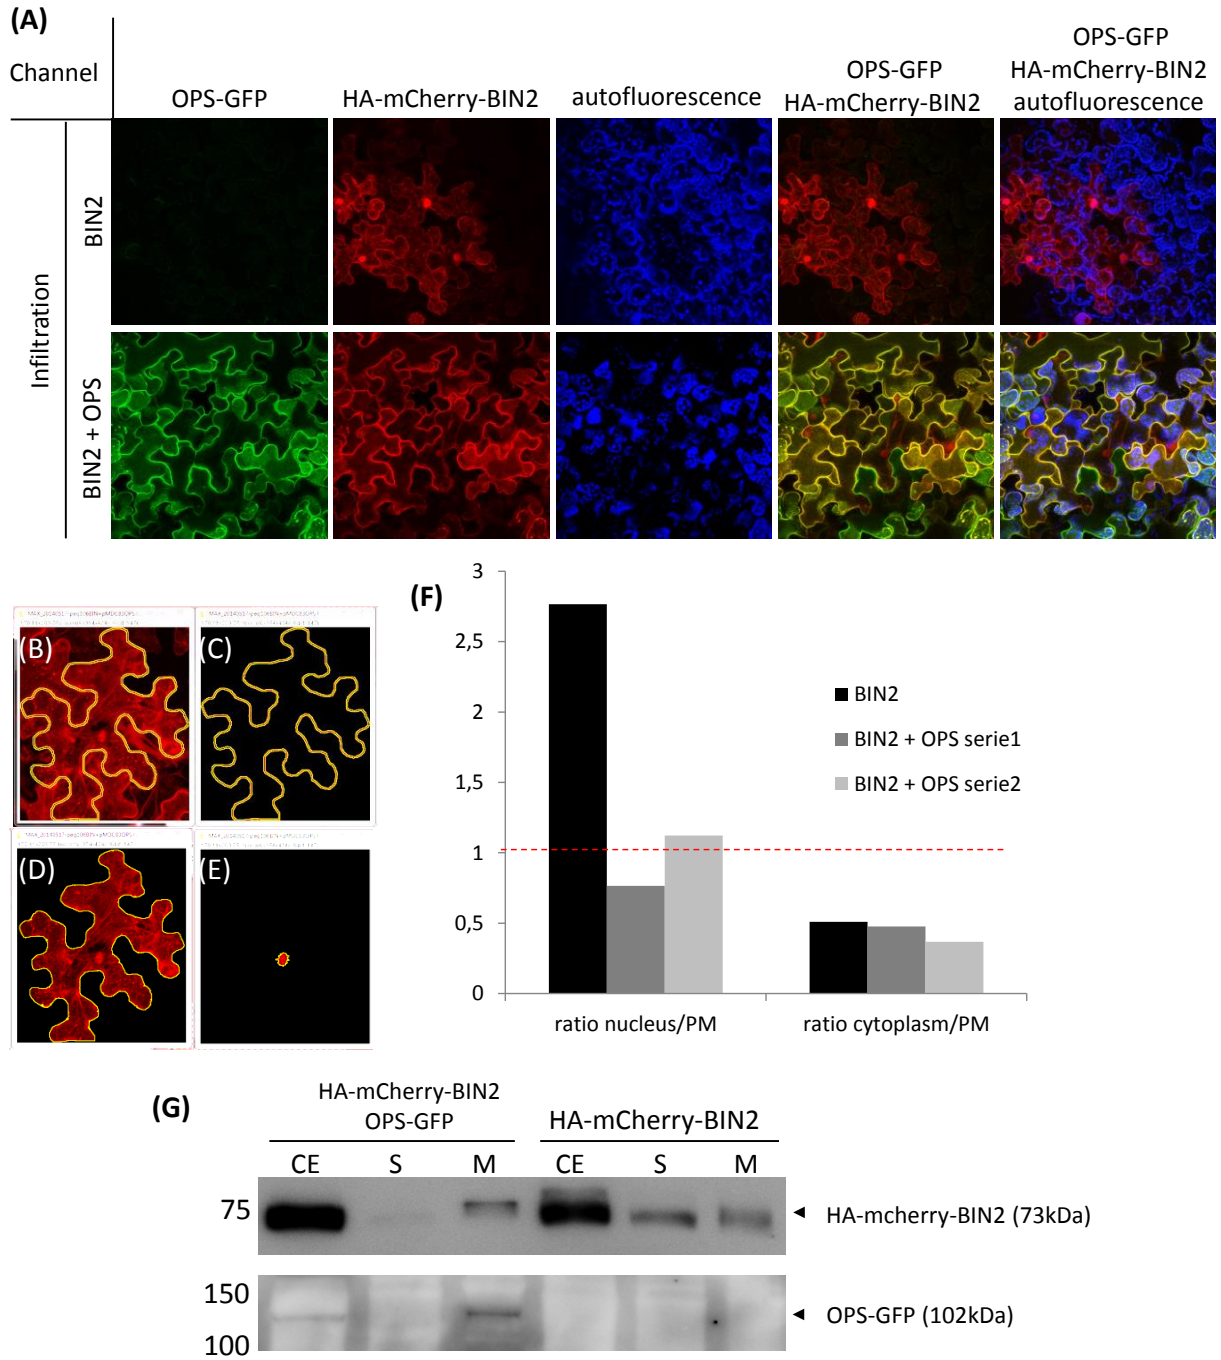 (A)
Channel
OPS-GFP
HA-mCherry-BIN2
autofluorescence
OPS-GFP
HA-mCherry-BIN2
OPS-GFP
HA-mCherry-BIN2
autofluorescence
Infiltration
BIN2
BIN2 + OPS
(B)
(C)
(D)
(E)
(F)
3
2,5
2
1,5
1
0,5
0
BIN2
BIN2 + OPS serie1
BIN2 + OPS serie2
ratio nucleus/PM
ratio cytoplasm/PM
(G)
HA-mCherry-BIN2
OPS-GFP
HA-mCherry-BIN2
CE S M CE S M
75
HA-mcherry-BIN2 (73kDa)
150
100
OPS-GFP (102kDa)